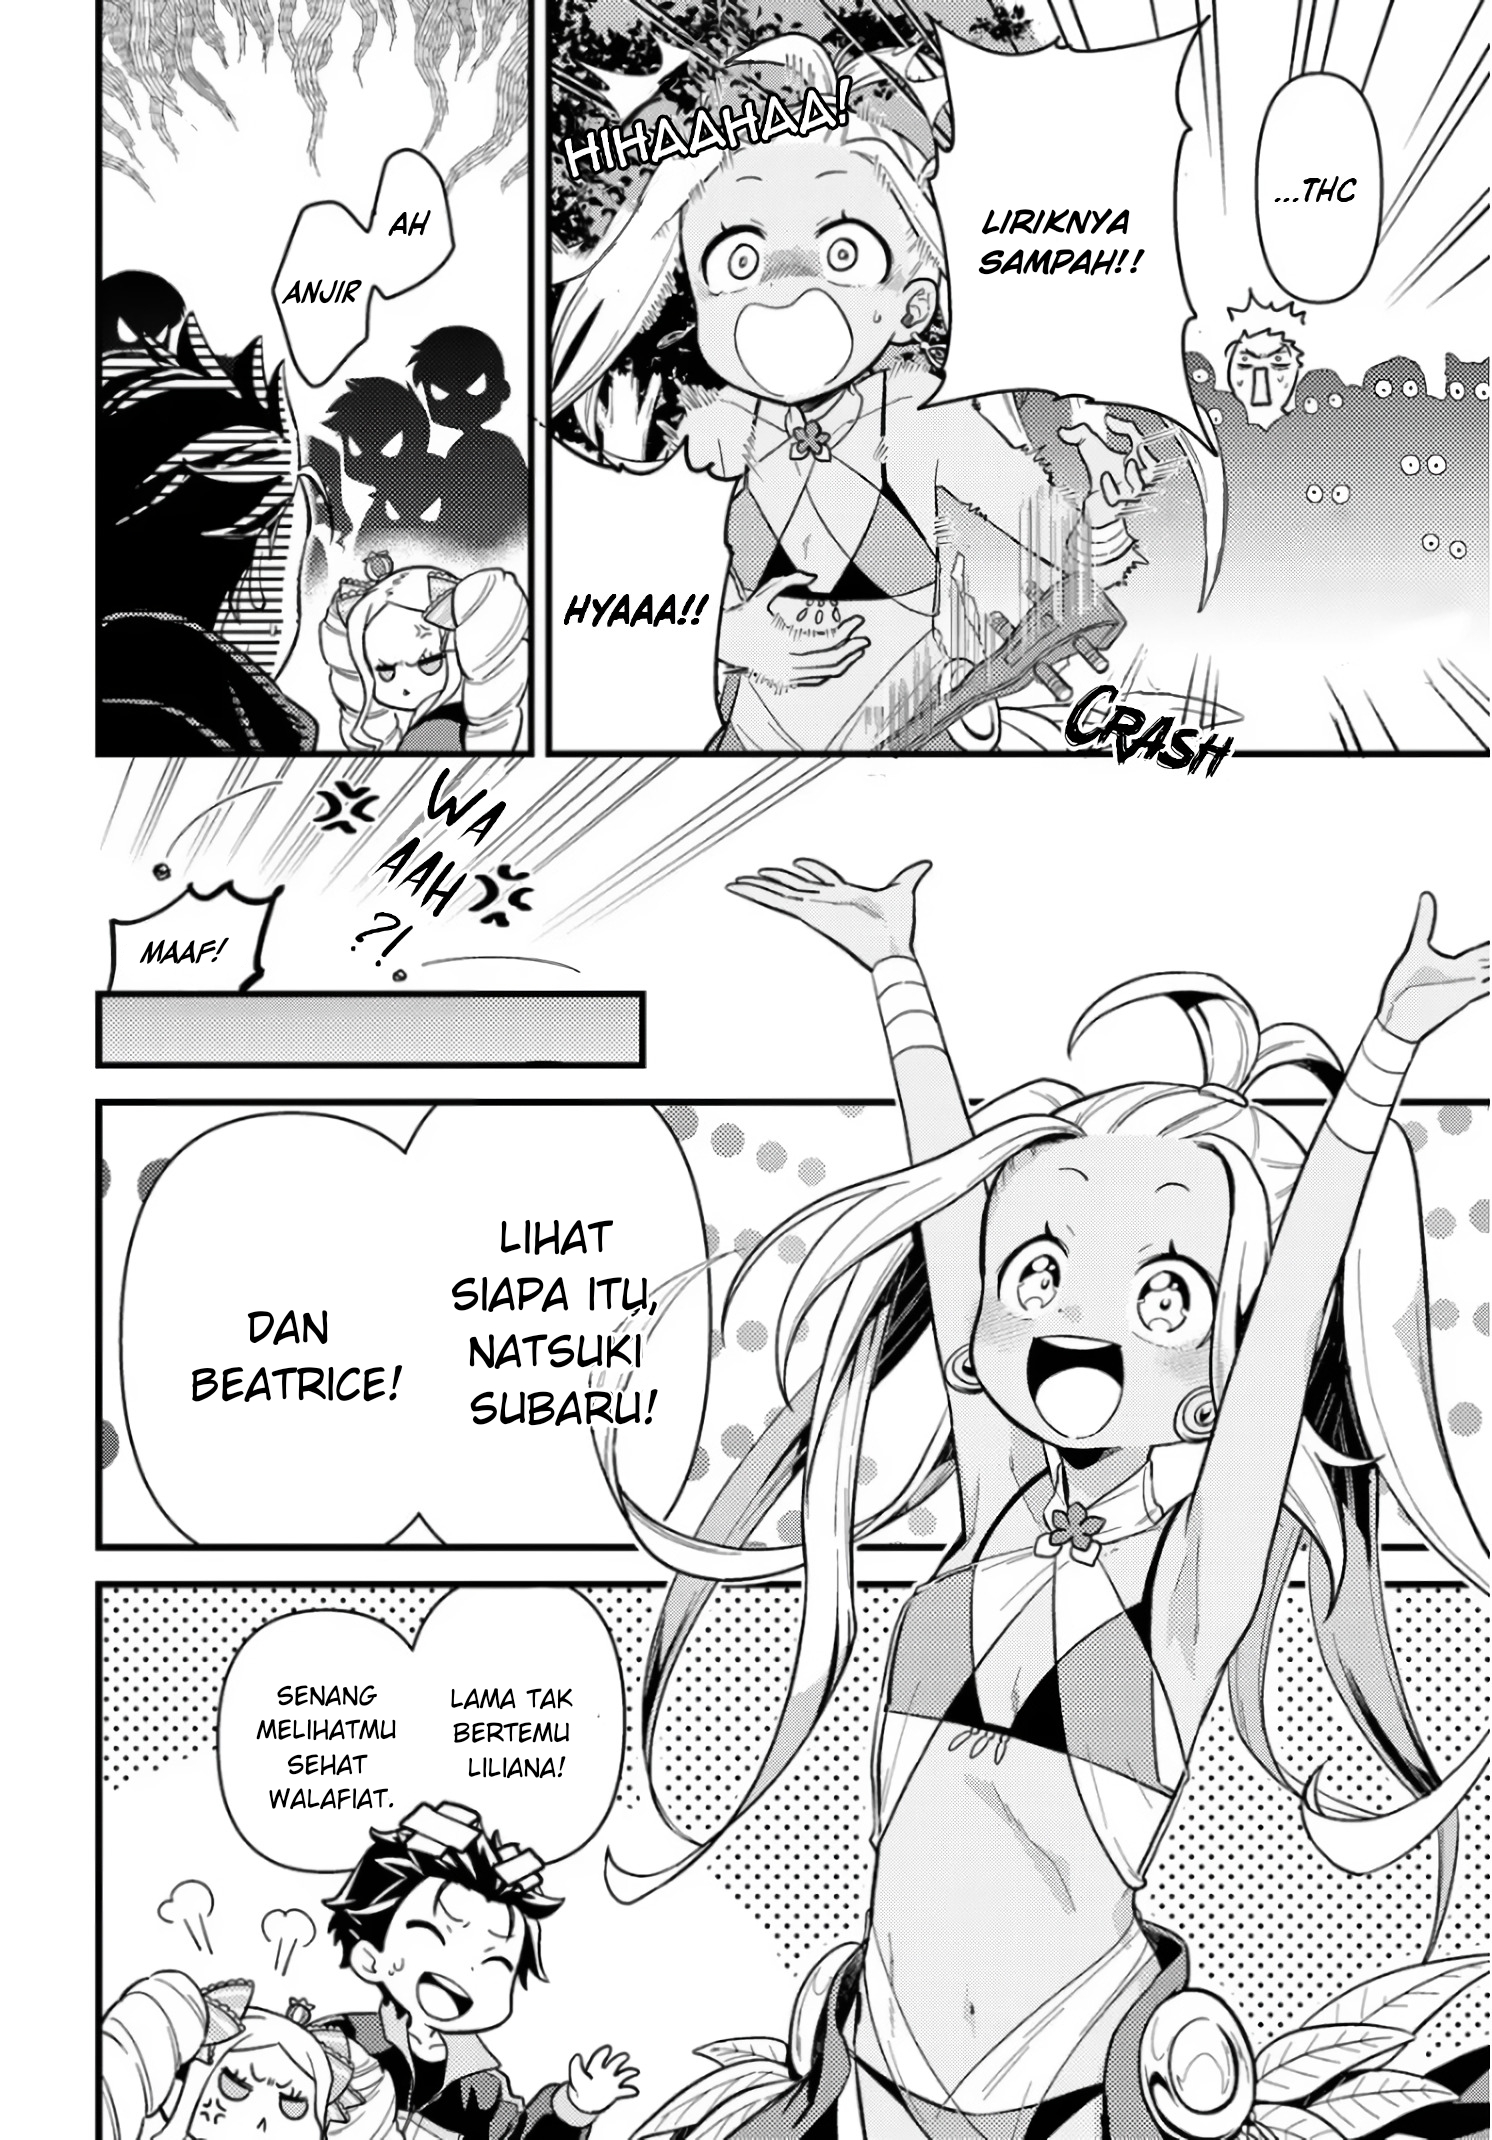 ...THC
LIRIKNYA
SAMPAH!!
HIHAAHAA!
HYAAA!!
CRASH
AH
ANJIR
WA
AAH
?!
MAAF!
LIHAT
SIAPA ITU,
NATSUKI
SUBARU!
DAN
BEATRICE!
LAMA TAK
BERTEMU
LILIANA!
SENANG
MELIHATMU
SEHAT
WALAFIAT.